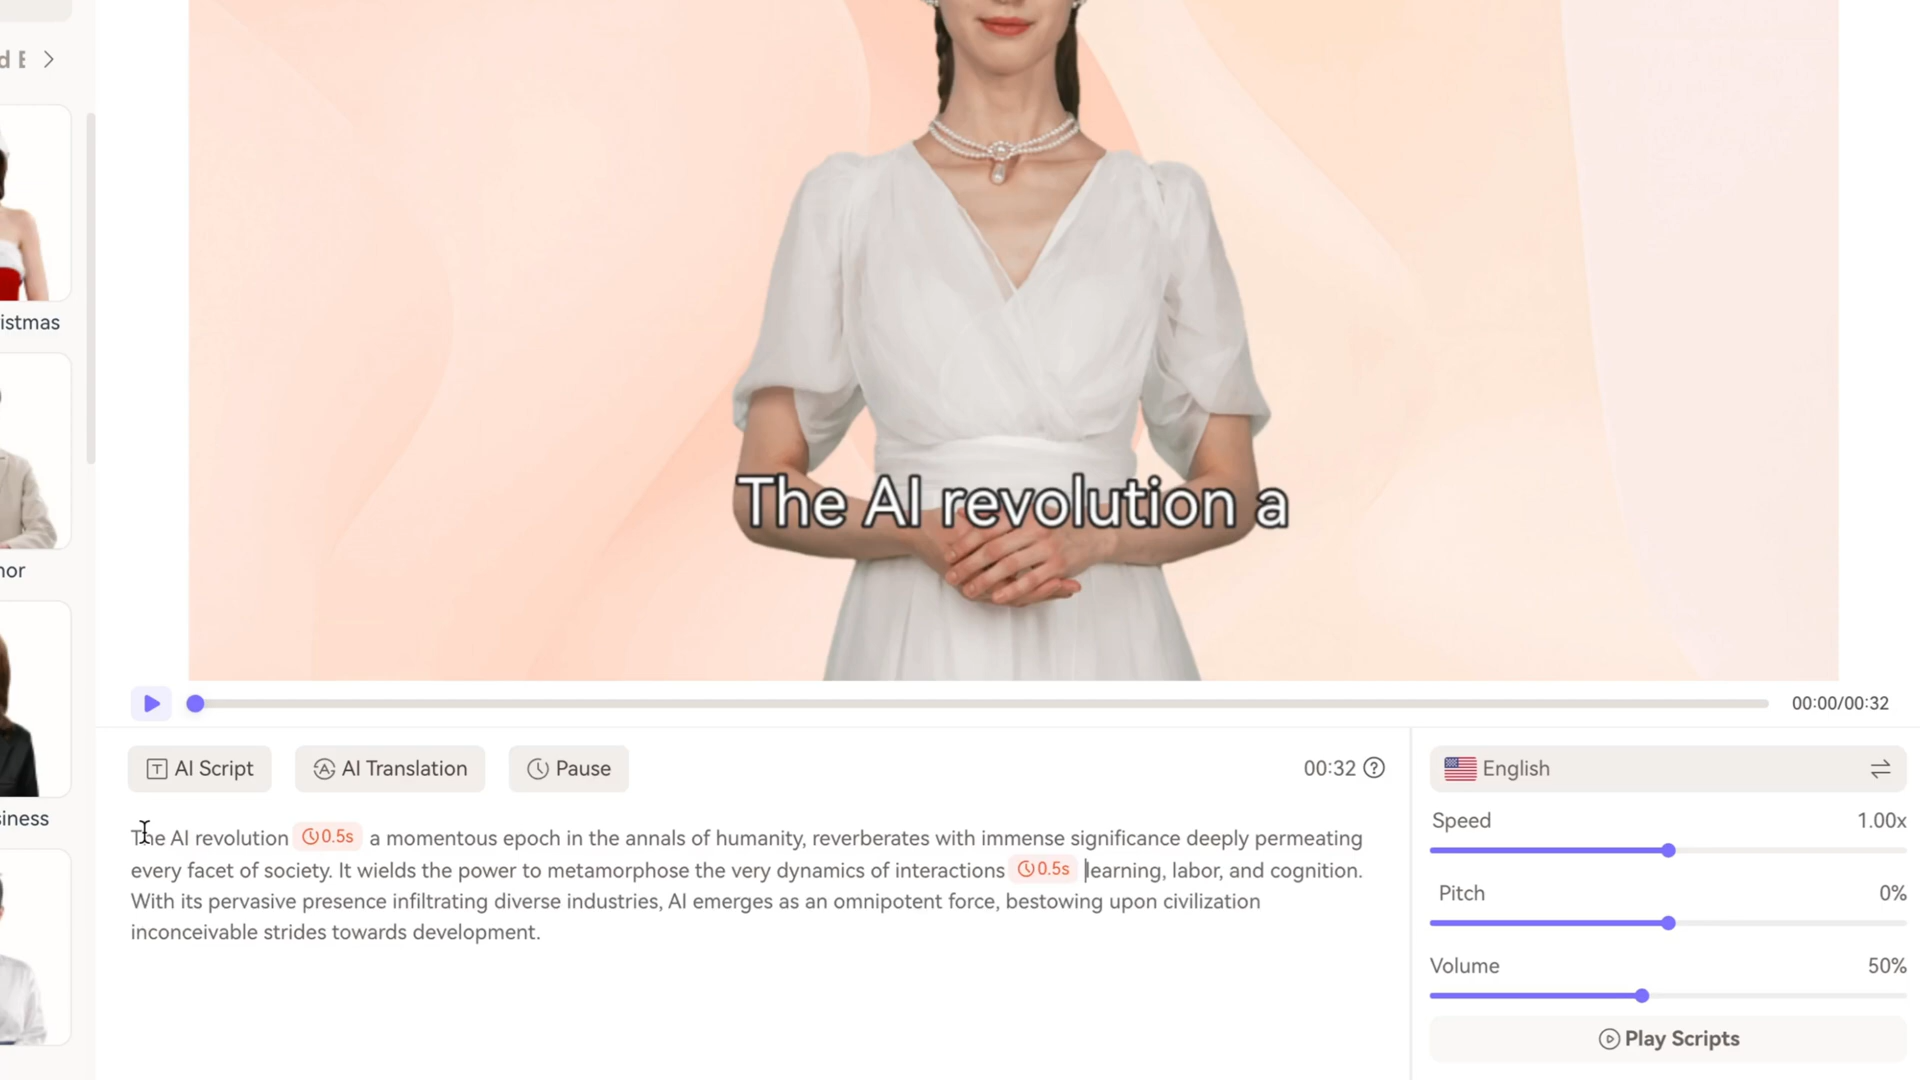 d E
istmas
nor
siness
The AI revolution a
00:00/00:32
AI Script
AI Translation
Pause
00:32
The AI revolution 0.5s a momentous epoch in the annals of humanity, reverberates with immense significance deeply permeating
every facet of society. It wields the power to metamorphose the very dynamics of interactions 0.5s learning, labor, and cognition.
With its pervasive presence infiltrating diverse industries, AI emerges as an omnipotent force, bestowing upon civilization
inconceivable strides towards development.
English
Speed 1.00x
Pitch 0%
Volume 50%
Play Scripts